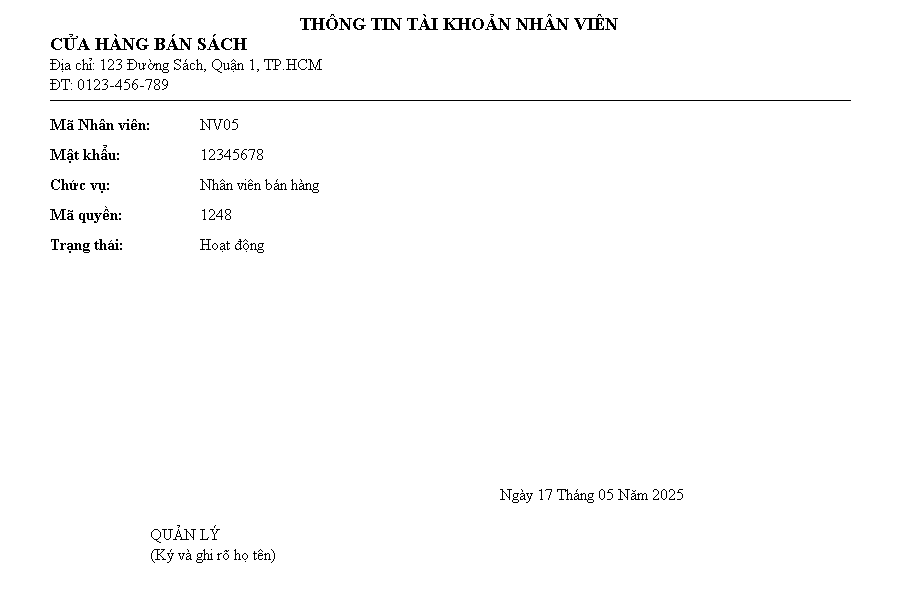 THÔNG TIN TÀI KHOẢN NHÂN VIÊN
CỬA HÀNG BÁN SÁCH
Địa chỉ: 123 Đường Sách, Quận 1, TP.HCM
ĐT: 0123-456-789
Mã Nhân viên: NV05
Mật khẩu: 12345678
Chức vụ: Nhân viên bán hàng
Mã quyền: 1248
Trạng thái: Hoạt động
Ngày 17 Tháng 05 Năm 2025
QUẢN LÝ
(Ký và ghi rõ họ tên)